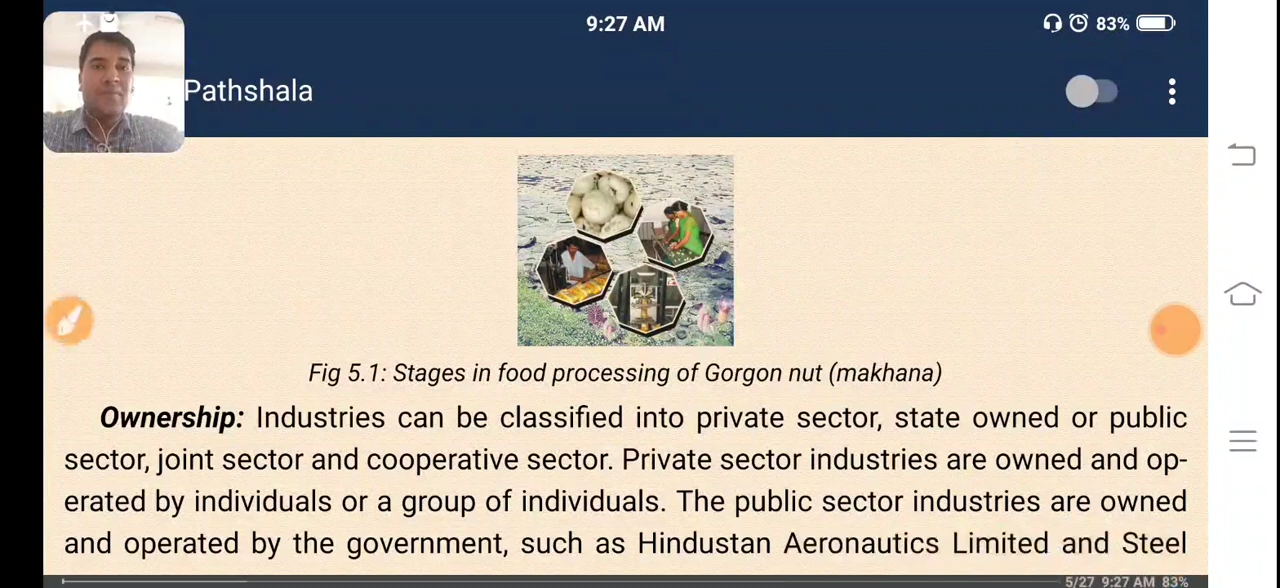 9:27 AM
83%
Pathshala
Fig 5.1: Stages in food processing of Gorgon nut (makhana)
Ownership: Industries can be classified into private sector, state owned or public
sector, joint sector and cooperative sector. Private sector industries are owned and op-
erated by individuals or a group of individuals. The public sector industries are owned
and operated by the government, such as Hindustan Aeronautics Limited and Steel
5/27 9:27 AM 83%